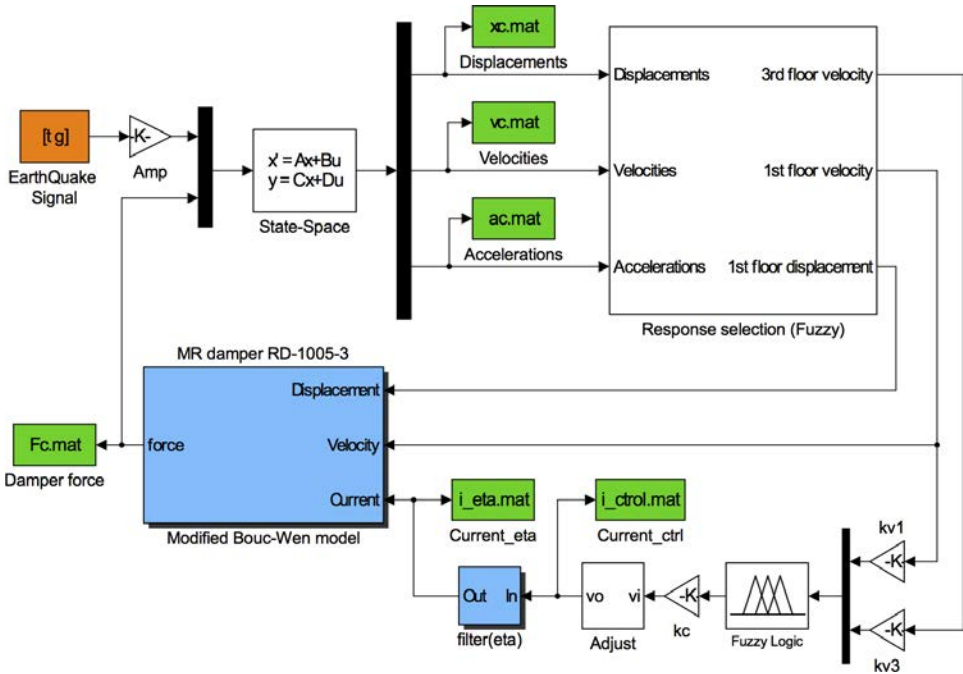 xc.mat
Displacements
Displacements
3rd floor velocity
[t g]
-K-
EarthQuake
Signal
Amp
x' = Ax+Bu
y = Cx+Du
State-Space
vc.mat
Velocities
Velocities
1st floor velocity
ac.mat
Accelerations
Accelerations
1st floor displacement
Response selection (Fuzzy)
MR damper RD-1005-3
Displacement
Fc.mat
force
Velocity
Damper force
Current
Modified Bouc-Wen model
i_eta.mat
Current_eta
i_ctrol.mat
Current_ctrl
kv1
-K-
Out
In
filter(eta)
vo
vi
Adjust
-K-
kc
Fuzzy Logic
-K-
kv3